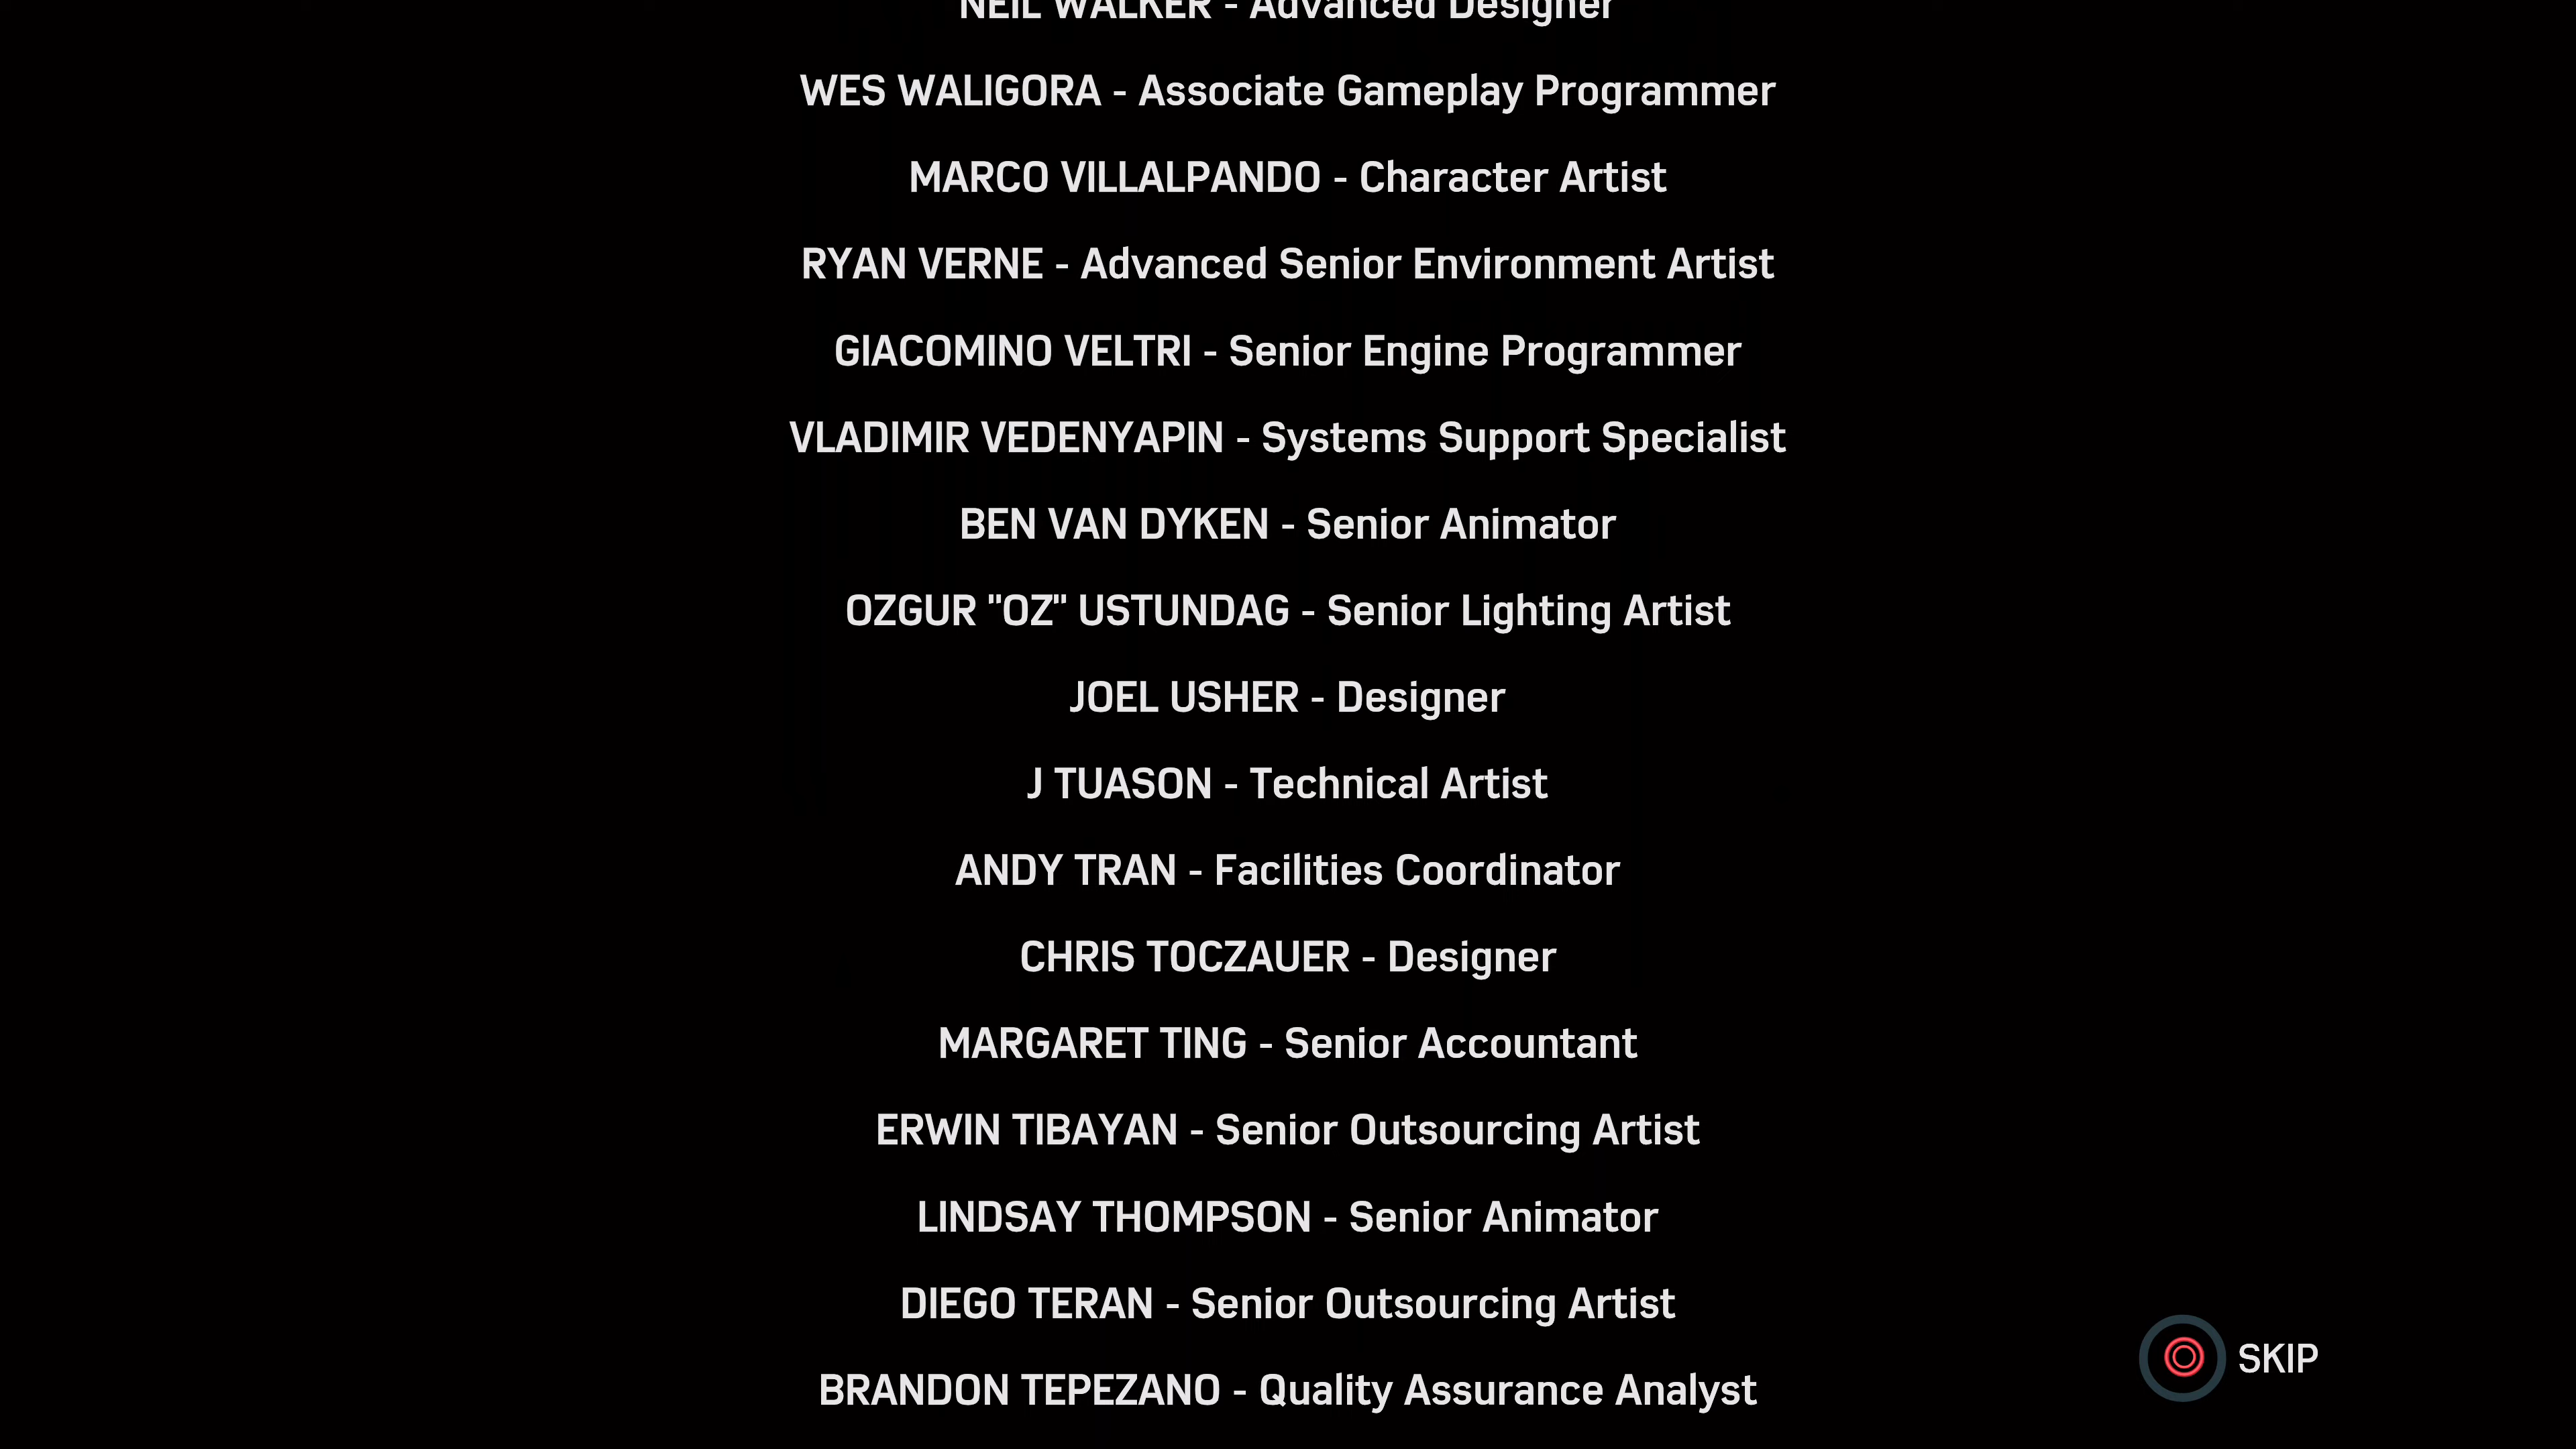 NEIL WALKER - Advanced Designer
WES WALIGORA - Associate Gameplay Programmer
MARCO VILLALPANDO - Character Artist
RYAN VERNE - Advanced Senior Environment Artist
GIACOMINO VELTRI - Senior Engine Programmer
VLADIMIR VEDENYAPIN - Systems Support Specialist
BEN VAN DYKEN - Senior Animator
OZGUR "OZ" USTUNDAG - Senior Lighting Artist
JOEL USHER - Designer
J TUASON - Technical Artist
ANDY TRAN - Facilities Coordinator
CHRIS TOCZAUER - Designer
MARGARET TING - Senior Accountant
ERWIN TIBAYAN - Senior Outsourcing Artist
LINDSAY THOMPSON - Senior Animator
DIEGO TERAN - Senior Outsourcing Artist
SKIP
BRANDON TEPEZANO - Quality Assurance Analyst